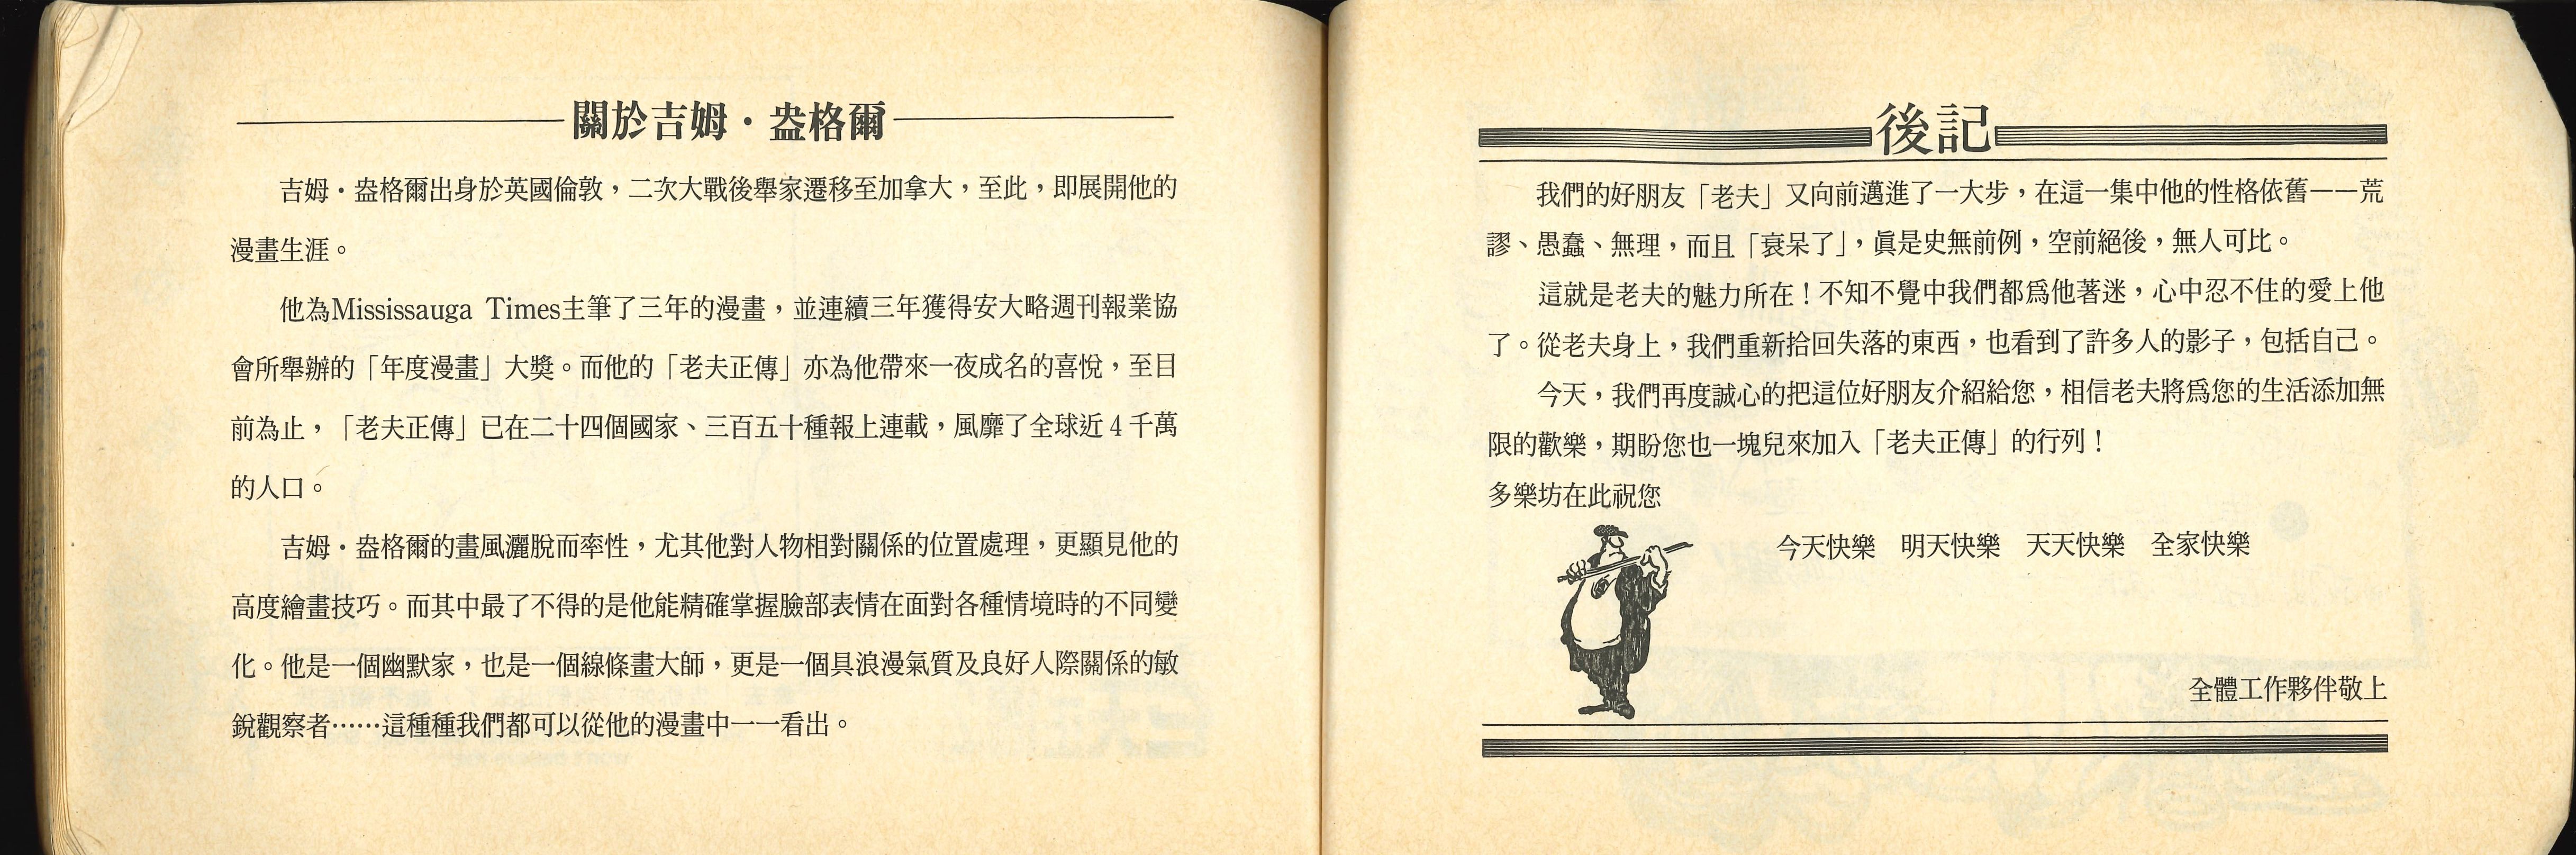 關於吉姆・盎格爾
吉姆・盎格爾出身於英國倫敦，二次大戰後舉家遷移至加拿大，至此，即展開他的
漫畫生涯。
他為Mississauga Times主筆了三年的漫畫，並連續三年獲得安大略週刊報業協
會所舉辦的「年度漫畫」大獎。而他的「老夫正傳」亦為他帶來一夜成名的喜悅，至目
前為止，「老夫正傳」已在二十四個國家、三百五十種報上連載，風靡了全球近4千萬
的人口。
吉姆・盎格爾的畫風灑脫而率性，尤其他對人物相對關係的位置處理，更顯見他的
高度繪畫技巧。而其中最了不得的是他能精確掌握臉部表情在面對各種情境時的不同變
化。他是一個幽默家，也是一個線條畫大師，更是一個具浪漫氣質及良好人際關係的敏
銳觀察者……這種種我們都可以從他的漫畫中一一看出。
後記
我們的好朋友「老夫」又向前邁進了一大步，在這一集中他的性格依舊——荒
謬、愚蠢、無理，而且「衰呆了」，眞是史無前例，空前絕後，無人可比。
這就是老夫的魅力所在！不知不覺中我們都爲他著迷，心中忍不住的愛上他
了。從老夫身上，我們重新拾回失落的東西，也看到了許多人的影子，包括自己。
今天，我們再度誠心的把這位好朋友介紹給您，相信老夫將爲您的生活添加無
限的歡樂，期盼您也一塊兒來加入「老夫正傳」的行列！
多樂坊在此祝您
今天快樂　明天快樂　天天快樂　全家快樂
全體工作夥伴敬上